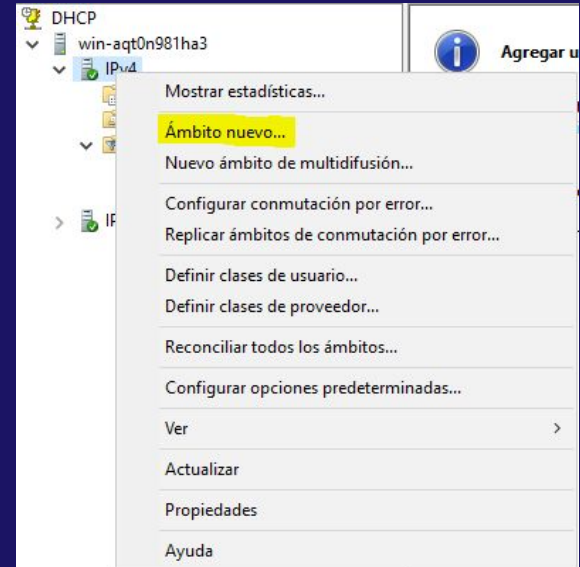 DHCP
win-aqt0n981ha3
IPv4
Agregar u
Mostrar estadísticas...
Ámbito nuevo...
Nuevo ámbito de multidifusión...
Configurar conmutación por error...
Replicar ámbitos de conmutación por error...
Definir clases de usuario...
Definir clases de proveedor...
Reconciliar todos los ámbitos...
Configurar opciones predeterminadas...
Ver
Actualizar
Propiedades
Ayuda